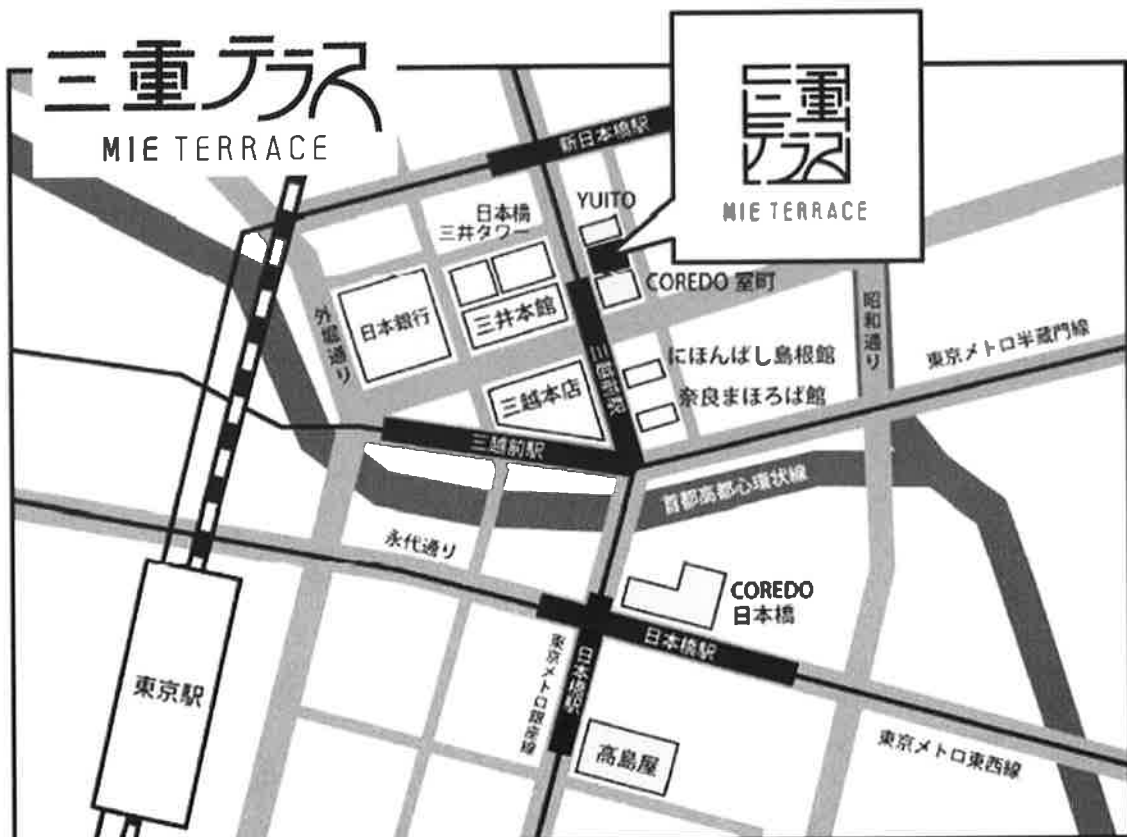 三重テラス
MIE TERRACE
三重
テラス
MIE TERRACE
新日本橋駅
YUITO
日本橋
三井タワー
COREDO 室町
外堀通り
日本銀行
三井本館
三越前駅
昭和通り
東京メトロ半蔵門線
にほんばし島根館
奈良まほろば館
三越本店
三越前駅
首都高都心環状線
永代通り
COREDO
日本橋
日本橋駅
日本橋駅
東京メトロ銀座線
東京駅
高島屋
東京メトロ東西線